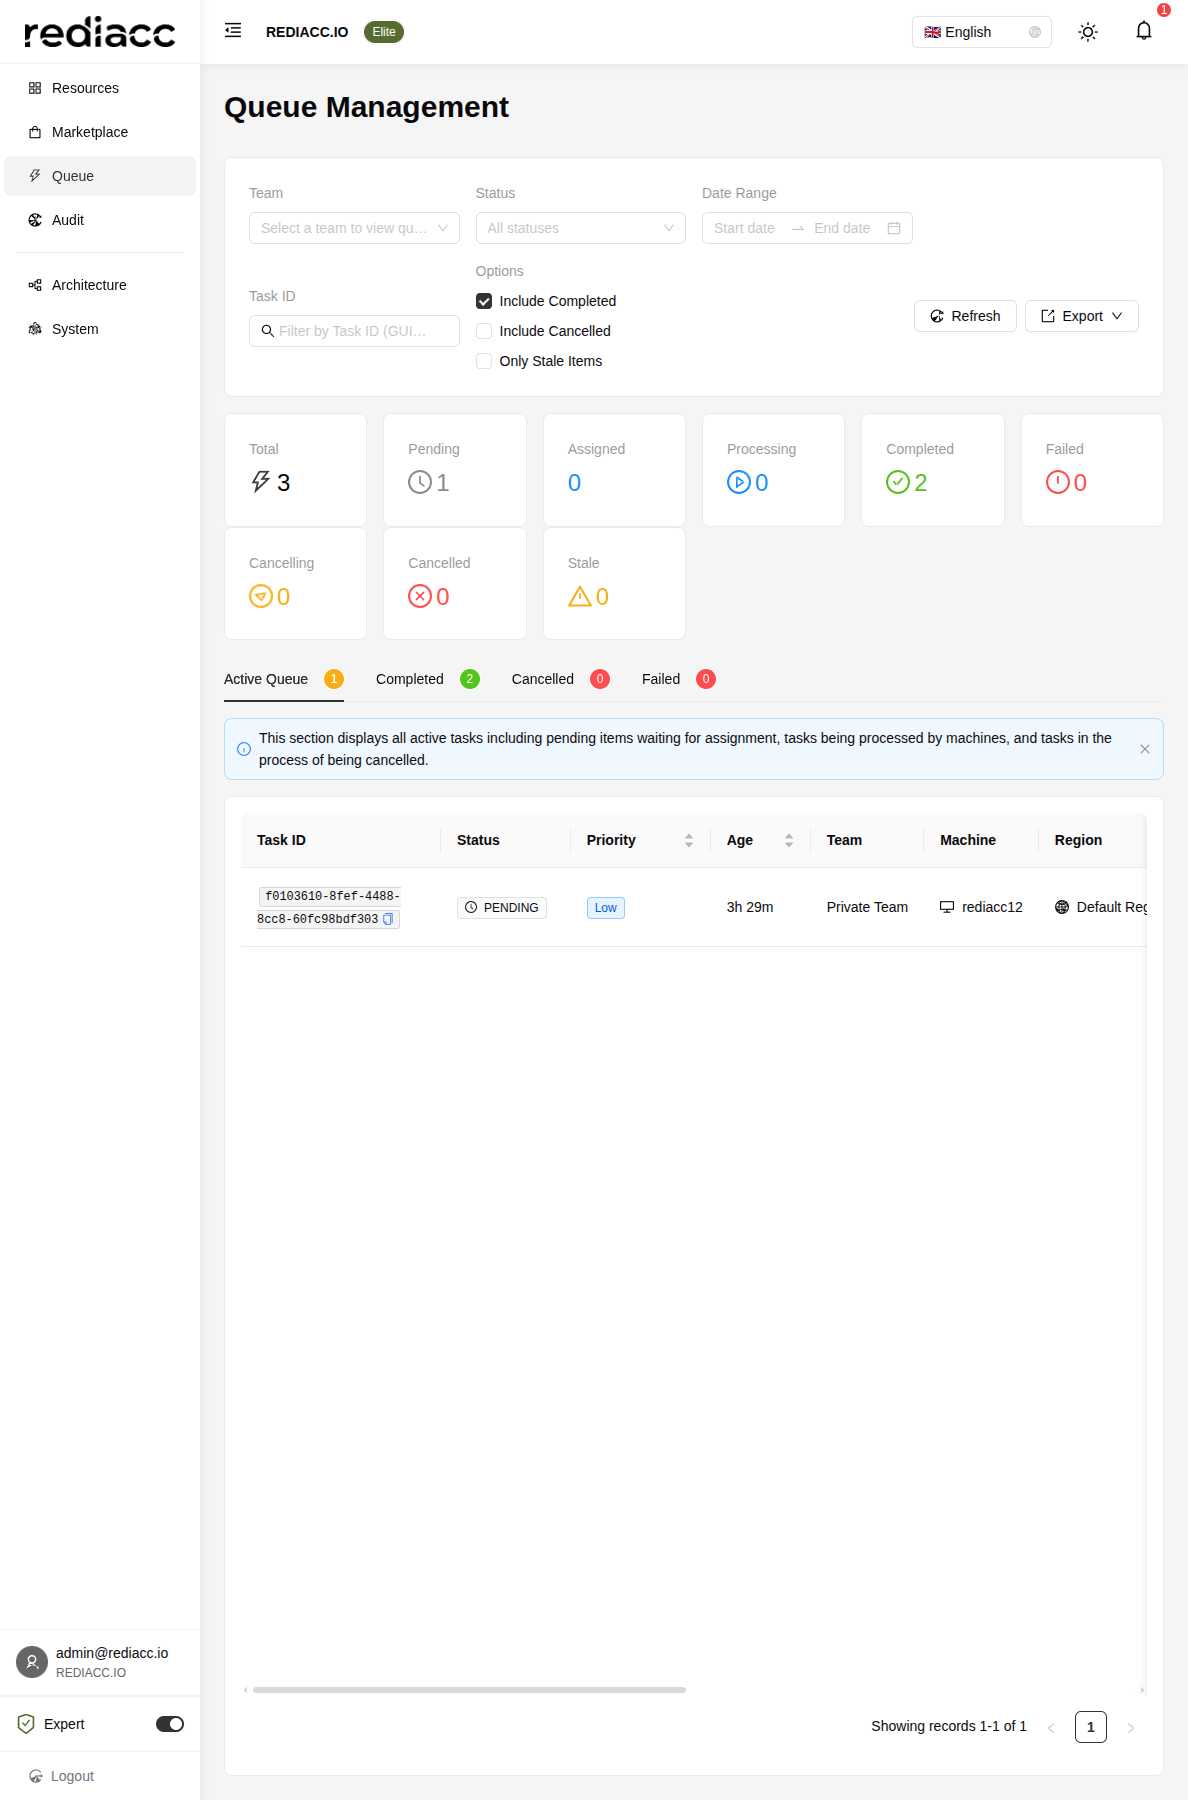 rediacc
REDIACC.IO Elite
English
1
Resources
Marketplace
Queue
Audit
Architecture
System
Queue Management
Team
Status
Date Range
Select a team to view qu...
All statuses
Start date
End date
Task ID
Options
Filter by Task ID (GUI...
Include Completed
Include Cancelled
Only Stale Items
Refresh
Export
Total
3
Pending
1
Assigned
0
Processing
0
Completed
2
Failed
0
Cancelling
0
Cancelled
0
Stale
0
Active Queue 1
Completed 2
Cancelled 0
Failed 0
This section displays all active tasks including pending items waiting for assignment, tasks being processed by machines, and tasks in the
process of being cancelled.
Task ID Status Priority Age Team Machine Region
f0103610-8fef-4488-
8cc8-60fc98bdf303
PENDING
Low
3h 29m
Private Team
rediacc12
Default Reg
Showing records 1-1 of 1
1
admin@rediacc.io
REDIACC.IO
Expert
Logout